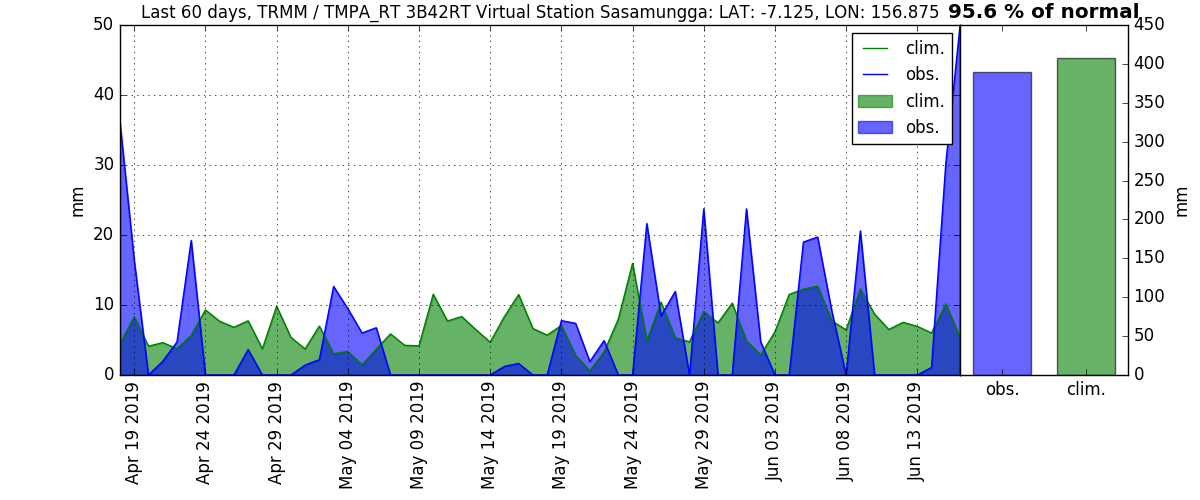 Last 60 days, TRMM / TMPA_RT 3B42RT Virtual Station Sasamungga: LAT: -7.125, LON: 156.875 95.6 % of normal
50
40
30
20
10
0
mm
clim.
obs.
clim.
obs.
450
400
350
300
250
200
150
100
50
0
mm
Apr 19 2019
Apr 24 2019
Apr 29 2019
May 04 2019
May 09 2019
May 14 2019
May 19 2019
May 24 2019
May 29 2019
Jun 03 2019
Jun 08 2019
Jun 13 2019
obs.
clim.